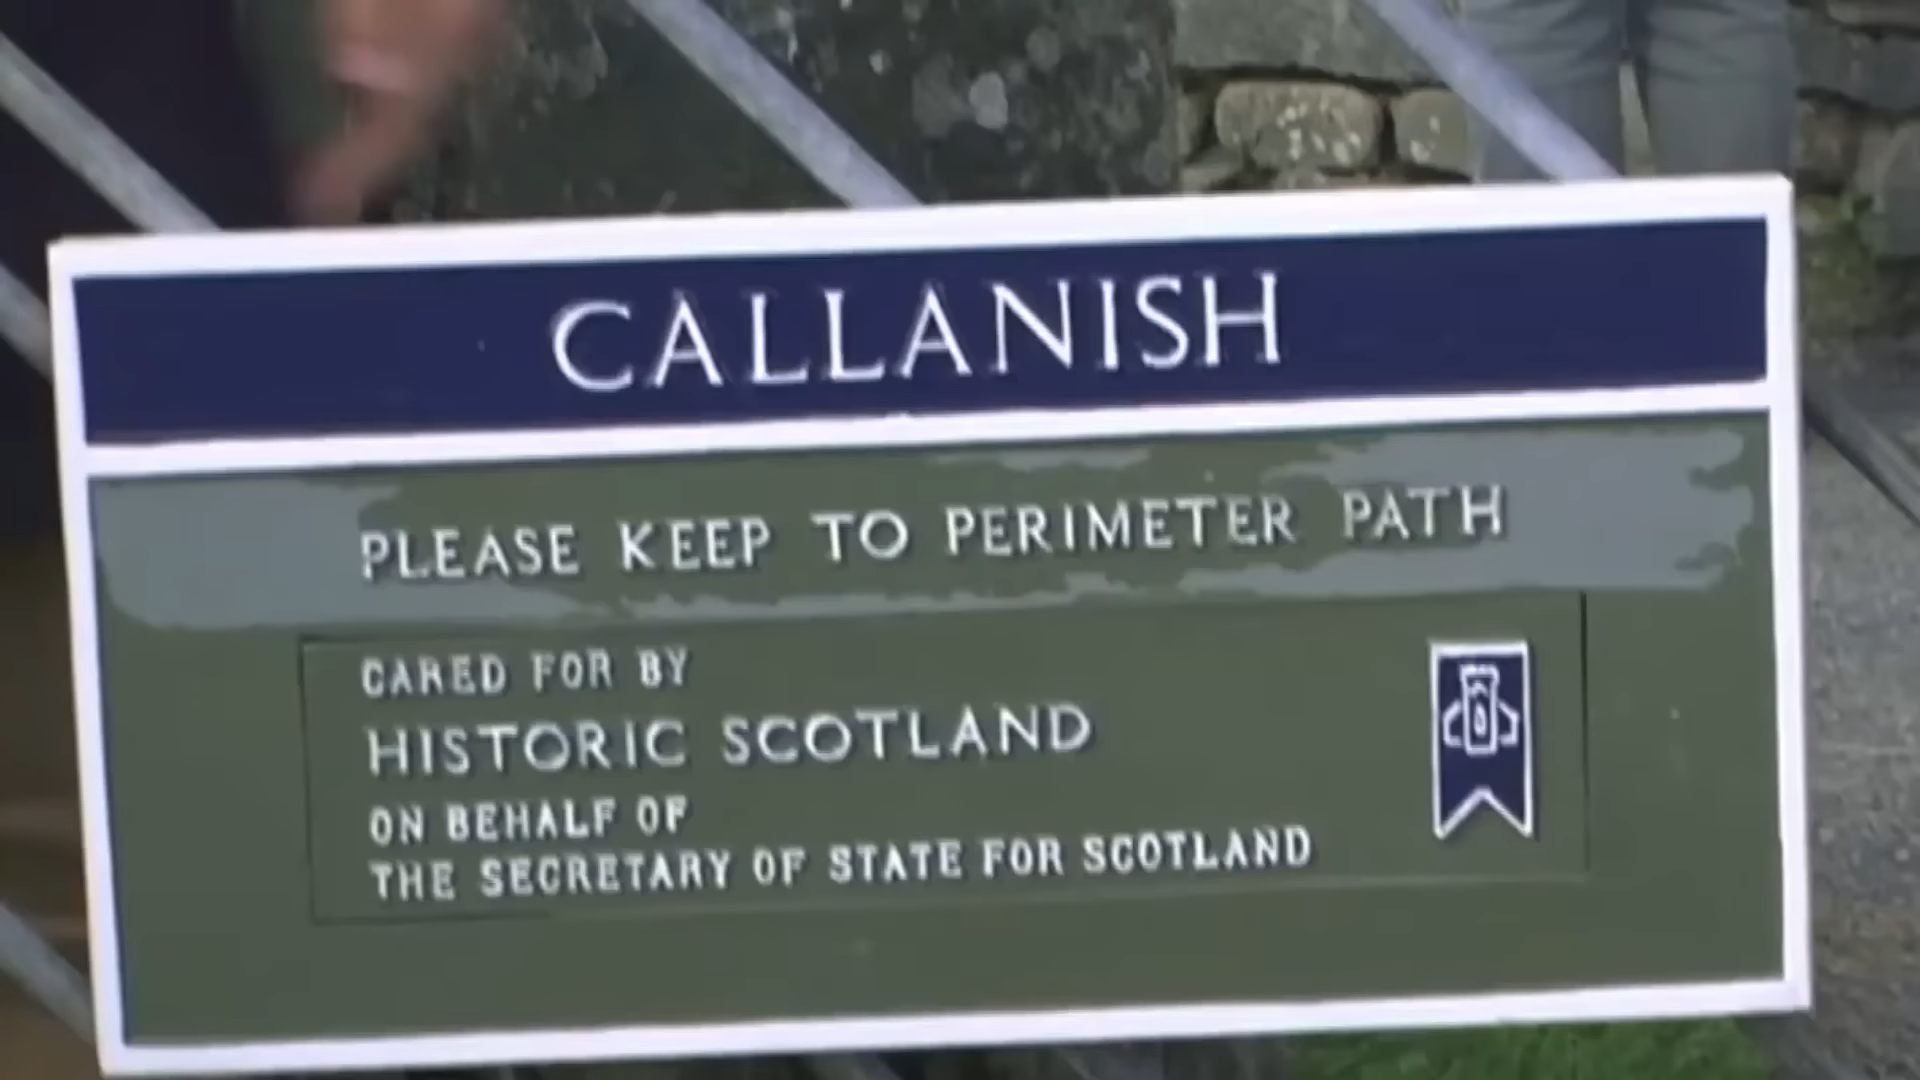 CALLANISH
PLEASE KEEP TO PERIMETER PATH
CARED FOR BY
HISTORIC SCOTLAND
ON BEHALF OF
THE SECRETARY OF STATE FOR SCOTLAND